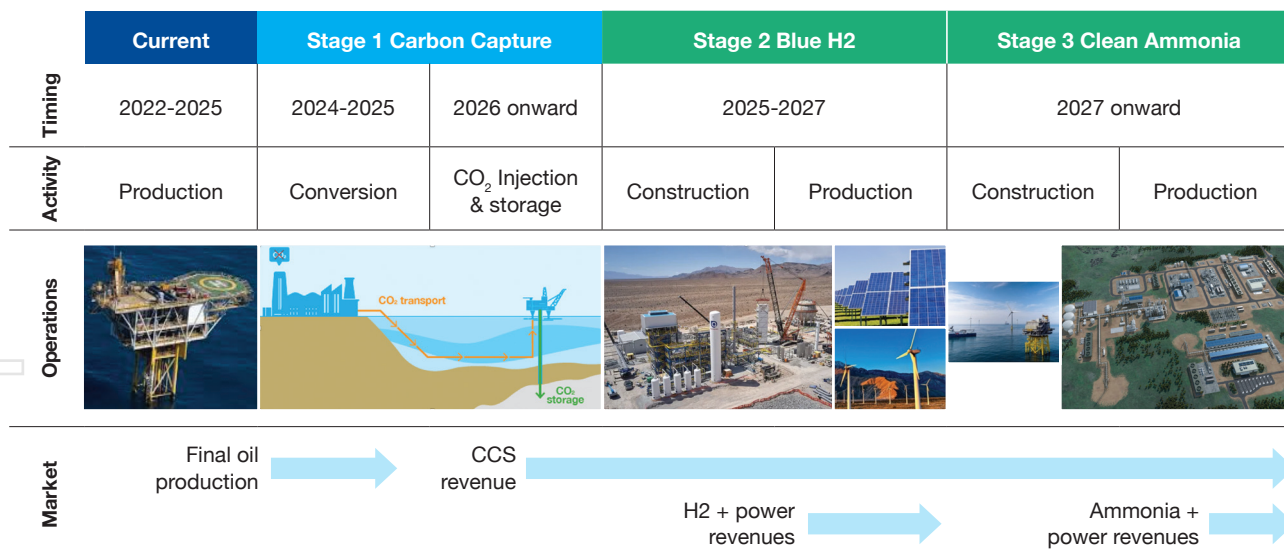 Current
Stage 1 Carbon Capture
Stage 2 Blue H2
Stage 3 Clean Ammonia
Timing
2022-2025
2024-2025
2026 onward
2025-2027
2027 onward
Activity
Production
Conversion
CO₂ Injection
& storage
Construction
Production
Construction
Production
Operations
CO₂ transport
CO₂
storage
Market
Final oil
production
CCS
revenue
H2 + power
revenues
Ammonia +
power revenues